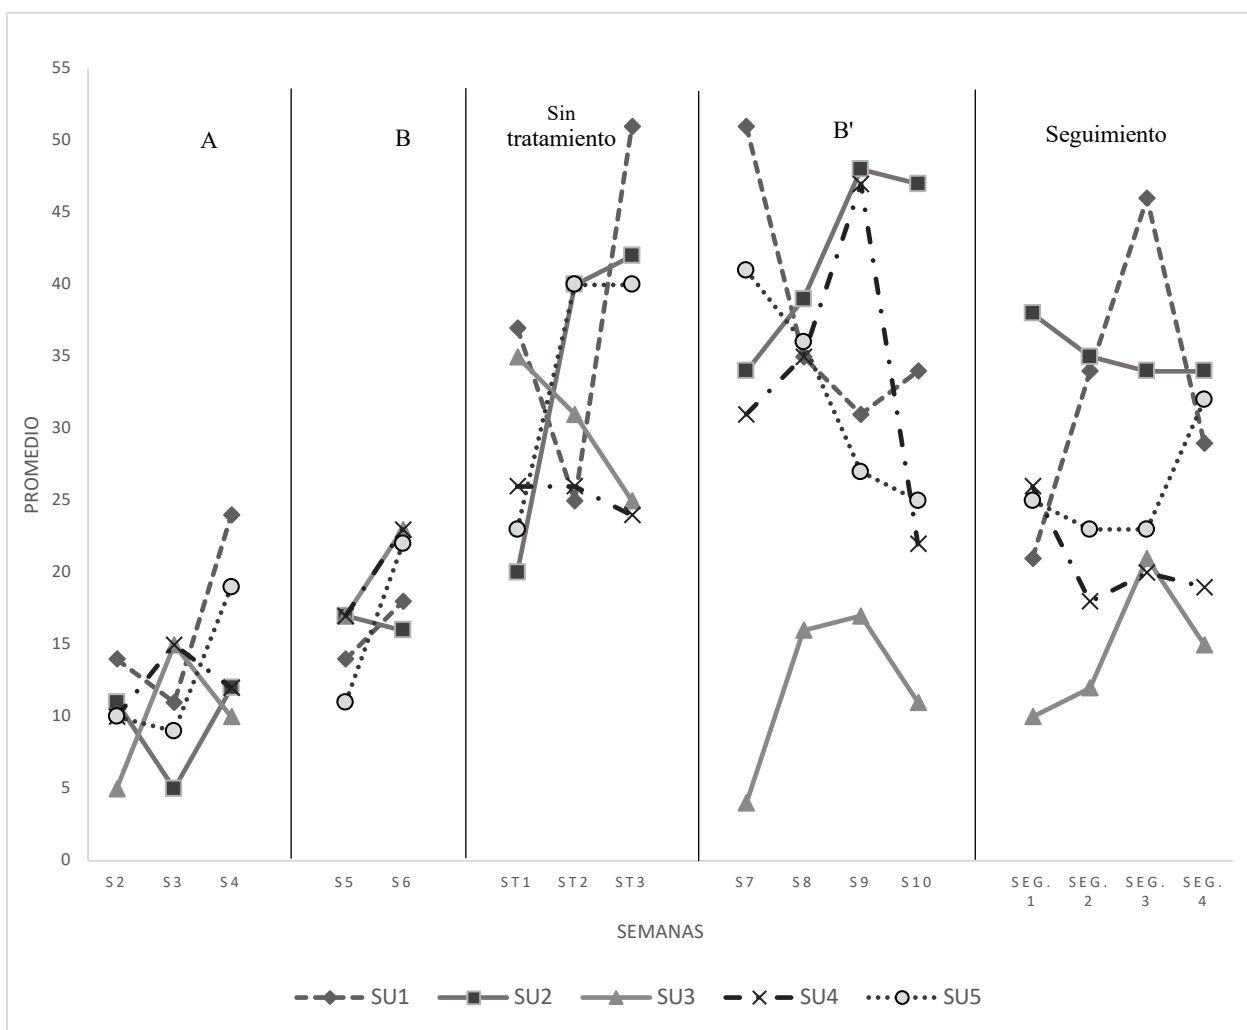 55
50
45
40
35
30
25
20
15
10
5
0
PROMEDIO
A
B
Sin
tratamiento
B'
Seguimiento
S2 S3 S4 S5 S6 ST1 ST2 ST3 S7 S8 S9 S10 SEG. SEG. SEG. SEG.
1 2 3 4
SEMANAS
SU1 SU2 SU3 SU4 SU5